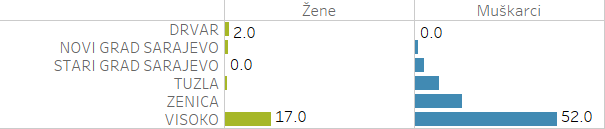 Žene Muškarci
DRVAR 2.0 0.0
NOVI GRAD SARAJEVO
STARI GRAD SARAJEVO 0.0
TUZLA
ZENICA
VISOKO 17.0 52.0